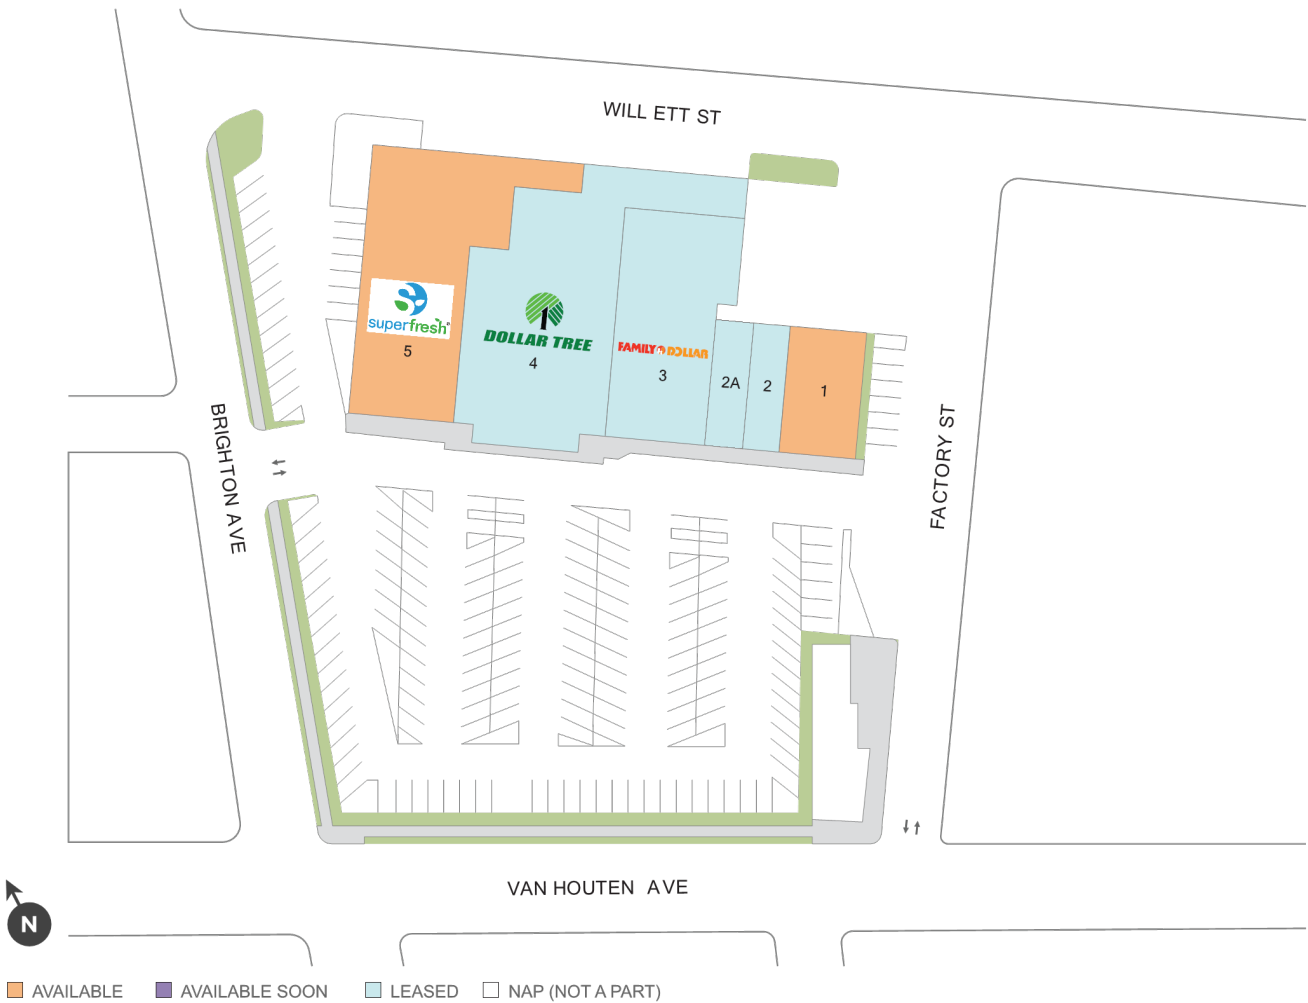 WILL ETT ST
superfresh
5
DOLLAR TREE
4
FAMILY DOLLAR
3
2A
2
1
BRIGHTON AVE
FACTORY ST
VAN HOUTEN AVE
N
AVAILABLE
AVAILABLE SOON
LEASED
NAP (NOT A PART)